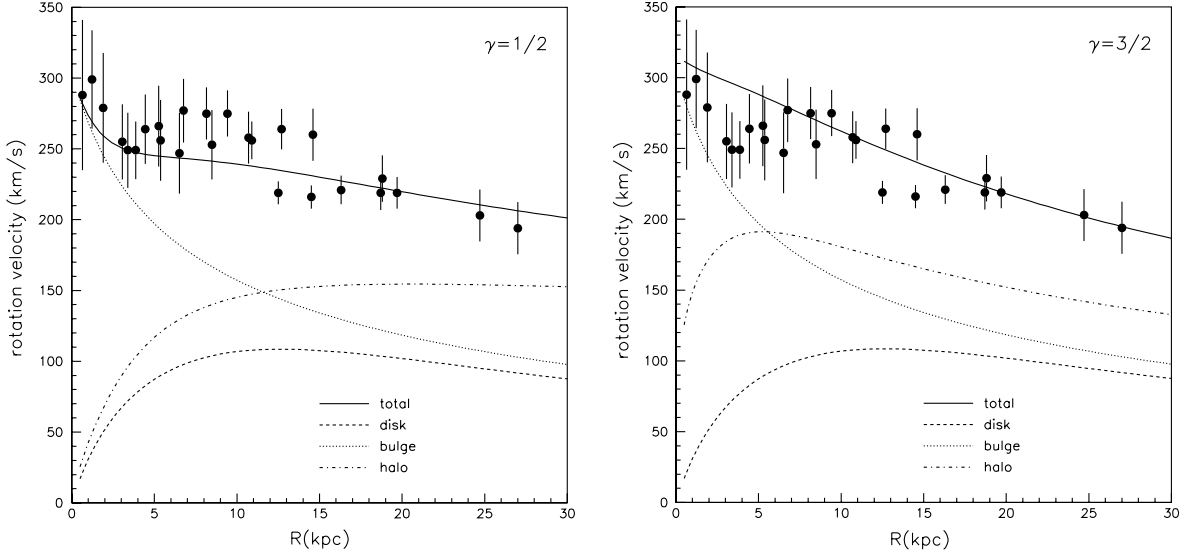 350
300
250
200
150
100
50
0
rotation velocity (km/s)
γ=1/2
total
disk
bulge
halo
0 5 10 15 20 25 30
R(kpc)
350
300
250
200
150
100
50
0
rotation velocity (km/s)
γ=3/2
total
disk
bulge
halo
0 5 10 15 20 25 30
R(kpc)